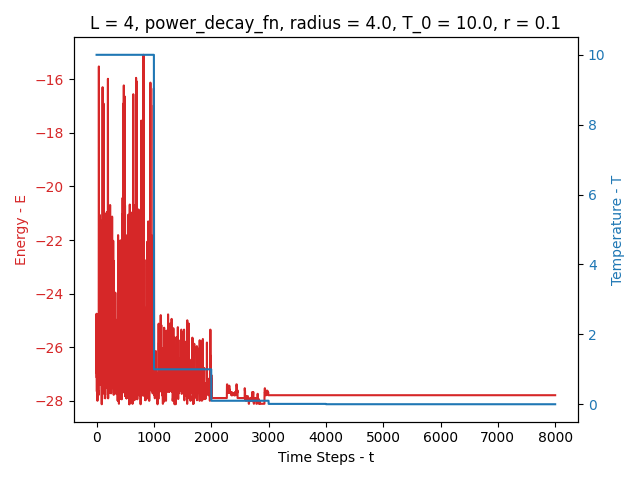 L = 4, power_decay_fn, radius = 4.0, T_0 = 10.0, r = 0.1
Energy - E
−16
−18
−20
−22
−24
−26
−28
10
8
6
4
2
0
Temperature - T
0 1000 2000 3000 4000 5000 6000 7000 8000
Time Steps - t